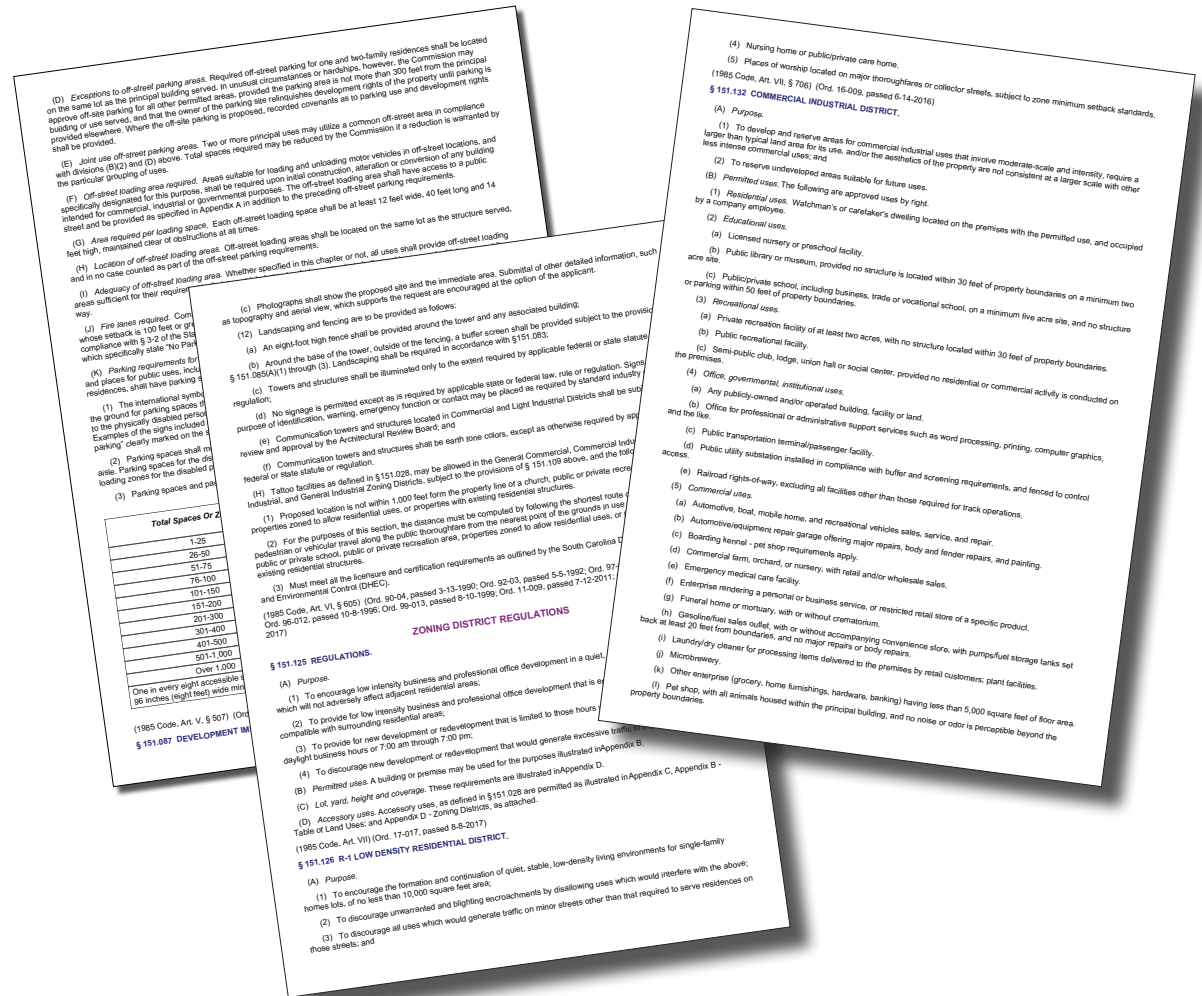 (D) Exceptions to off-street parking areas. Required off-street parking for one and two-family residences shall be located
on the same lot as the principal building served. In unusual circumstances or hardships, however, the Commission may
approve off-site parking for all other permitted areas, provided the parking area is not more than 300 feet from the principal
building or use served, and that the owner of the parking site relinquishes development rights of the property until parking is
provided elsewhere. Where the off-site parking is proposed, recorded covenants as to parking use and development rights
shall be provided.
(E) Joint use off-street parking areas. Two or more principal uses may utilize a common off-street area in compliance
with divisions (B)(2) and (D) above. Total spaces required may be reduced by the Commission if a reduction is warranted by
the particular grouping of uses.
(F) Off-street loading area required. Areas suitable for loading and unloading motor vehicles in off-street locations, and
specifically designated for this purpose, shall be required upon initial construction, alteration or conversion of any building
intended for commercial, industrial or governmental purposes. The off-street loading area shall have access to a public
street and be provided as specified in Appendix A in addition to the preceding off-street parking requirements.
(G) Area required per loading space. Each off-street loading space shall be at least 12 feet wide, 40 feet long and 14
feet high, maintained clear of obstructions at all times.
(H) Location of off-street loading areas. Off-street loading areas shall be located on the same lot as the structure served,
and in no case counted as part of the off-street parking requirements.
(I) Adequacy of off-street loading area. Whether specified in this chapter or not, all uses shall provide off-street loading
areas sufficient for their requirem
way.
(J) Fire lanes required. Com
whose setback is 100 feet or gre
compliance with § 3-2 of the Sta
which specifically state "No Park
(K) Parking requirements for
and places for public uses, inclu
residences, shall have parking s
(1) The international symbo
the ground for parking spaces th
to the physically disabled perso
Examples of the signs included
parking" clearly marked on the s
(2) Parking spaces shall m
aisle. Parking spaces for the dis
loading zones for the disabled p
(3) Parking spaces and pas
Total Spaces Or Z
1-25
26-50
51-75
76-100
101-150
151-200
201-300
301-400
401-500
501-1,000
Over 1,000
One in every eight accessible s
96 inches (eight feet) wide min
(1985 Code, Art. V, § 507) (Ord
§ 151.087 DEVELOPMENT IM
(c) Photographs shall show the proposed site and the immediate area. Submittal of other detailed information, such
as topography and aerial view, which supports the request are encouraged at the option of the applicant.
(12) Landscaping and fencing are to be provided as follows:
(a) An eight-foot high fence shall be provided around the tower and any associated building;
(b) Around the base of the tower, outside of the fencing, a buffer screen shall be provided subject to the provisio
§ 151.085(A)(1) through (3). Landscaping shall be required in accordance with §151.083;
(c) Towers and structures shall be illuminated only to the extent required by applicable federal or state statute
regulation;
(d) No signage is permitted except as is required by applicable state or federal law, rule or regulation. Signs
purpose of identification, warning, emergency function or contact may be placed as required by standard industry
(e) Communication towers and structures located in Commercial and Light Industrial Districts shall be sub
review and approval by the Architectural Review Board; and
(f) Communication towers and structures shall be earth tone colors, except as otherwise required by app
federal or state statute or regulation.
(H) Tattoo facilities as defined in §151.028, may be allowed in the General Commercial, Commercial Indu
Industrial, and General Industrial Zoning Districts, subject to the provisions of § 151.109 above, and the follo
(1) Proposed location is not within 1,000 feet form the property line of a church, public or private recre
properties zoned to allow residential uses, or properties with existing residential structures.
(2) For the purposes of this section, the distance must be computed by following the shortest route o
pedestrian or vehicular travel along the public thoroughfare from the nearest point of the grounds in use
public or private school, public or private recreation area, properties zoned to allow residential uses, or
existing residential structures.
(3) Must meet all the licensure and certification requirements as outlined by the South Carolina D
and Environmental Control (DHEC).
(1985 Code, Art. VI, § 605) (Ord. 90-04, passed 3-13-1990; Ord. 92-03, passed 5-5-1992; Ord. 97-
Ord. 96-012, passed 10-8-1996; Ord. 99-013, passed 8-10-1999; Ord. 11-009, passed 7-12-2011;
2017)
ZONING DISTRICT REGULATIONS
§ 151.125 REGULATIONS.
(A) Purpose.
(1) To encourage low intensity business and professional office development in a quiet,
which will not adversely affect adjacent residential areas;
(2) To provide for low intensity business and professional office development that is e
compatible with surrounding residential areas;
(3) To provide for new development or redevelopment that is limited to those hours
daylight business hours or 7:00 am through 7:00 pm;
(4) To discourage new development or redevelopment that would generate excessive traffic
(B) Permitted uses. A building or premise may be used for the purposes illustrated in Appendix B.
(C) Lot, yard, height and coverage. These requirements are illustrated in Appendix D.
(D) Accessory uses. Accessory uses, as defined in §151.028 are permitted as illustrated in Appendix C, Appendix B -
Table of Land Uses; and Appendix D - Zoning Districts, as attached.
(1985 Code, Art. VII) (Ord. 17-017, passed 8-8-2017)
§ 151.126 R-1 LOW DENSITY RESIDENTIAL DISTRICT.
(A) Purpose.
(1) To encourage the formation and continuation of quiet, stable, low-density living environments for single-family
homes lots, of no less than 10,000 square feet area;
(2) To discourage unwarranted and blighting encroachments by disallowing uses which would interfere with the above;
(3) To discourage all uses which would generate traffic on minor streets other than that required to serve residences on
those streets; and
(4) Nursing home or public/private care home.
(5) Places of worship located on major thoroughfares or collector streets, subject to zone minimum setback standards.
(1985 Code, Art. VII, § 706) (Ord. 16-009, passed 6-14-2016)
§ 151.132 COMMERCIAL INDUSTRIAL DISTRICT.
(A) Purpose.
(1) To develop and reserve areas for commercial industrial uses that involve moderate-scale and intensity, require a
larger than typical land area for its use, and/or the aesthetics of the property are not consistent at a larger scale with other
less intense commercial uses; and
(2) To reserve undeveloped areas suitable for future uses.
(B) Permitted uses. The following are approved uses by right.
(1) Residential uses. Watchman's or caretaker's dwelling located on the premises with the permitted use, and occupied
by a company employee.
(2) Educational uses.
(a) Licensed nursery or preschool facility.
(b) Public library or museum, provided no structure is located within 30 feet of property boundaries on a minimum two
acre site.
(c) Public/private school, including business, trade or vocational school, on a minimum five acre site, and no structure
or parking within 50 feet of property boundaries.
(3) Recreational uses.
(a) Private recreation facility of at least two acres, with no structure located within 30 feet of property boundaries.
(b) Public recreational facility.
(c) Semi-public club, lodge, union hall or social center, provided no residential or commercial activity is conducted on
the premises.
(4) Office, governmental, institutional uses.
(a) Any publicly-owned and/or operated building, facility or land.
(b) Office for professional or administrative support services such as word processing, printing, computer graphics,
and the like.
(c) Public transportation terminal/passenger facility.
(d) Public utility substation installed in compliance with buffer and screening requirements, and fenced to control
access.
(e) Railroad rights-of-way, excluding all facilities other than those required for track operations.
(5) Commercial uses.
(a) Automotive, boat, mobile home, and recreational vehicles sales, service, and repair.
(b) Automotive/equipment repair garage offering major repairs, body and fender repairs, and painting.
(c) Boarding kennel - pet shop requirements apply.
(d) Commercial farm, orchard, or nursery, with retail and/or wholesale sales.
(e) Emergency medical care facility.
(f) Enterprise rendering a personal or business service, or restricted retail store of a specific product.
(g) Funeral home or mortuary, with or without crematorium.
(h) Gasoline/fuel sales outlet, with or without accompanying convenience store, with pumps/fuel storage tanks set
back at least 20 feet from boundaries, and no major repairs or body repairs.
(i) Laundry/dry cleaner for processing items delivered to the premises by retail customers; plant facilities.
(j) Microbrewery.
(k) Other enterprise (grocery, home furnishings, hardware, banking) having less than 5,000 square feet of floor area.
(l) Pet shop, with all animals housed within the principal building, and no noise or odor is perceptible beyond the
property boundaries.